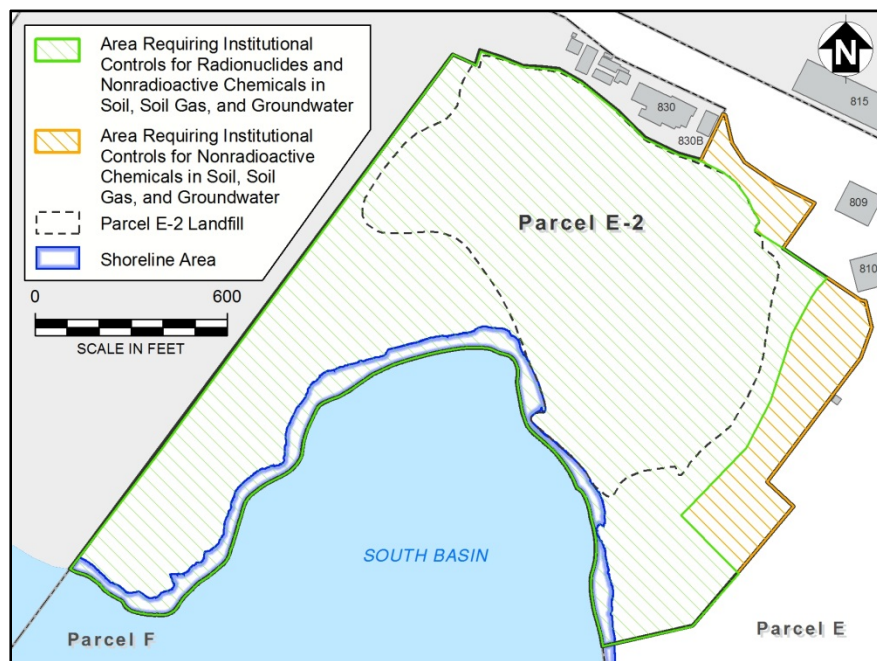 Area Requiring Institutional
Controls for Radionuclides and
Nonradioactive Chemicals in
Soil, Soil Gas, and Groundwater
Area Requiring Institutional
Controls for Nonradioactive
Chemicals in Soil, Soil
Gas, and Groundwater
Parcel E-2 Landfill
Shoreline Area
0 600
SCALE IN FEET
N
815
830
830B
809
Parcel E-2
810
SOUTH BASIN
Parcel F
Parcel E